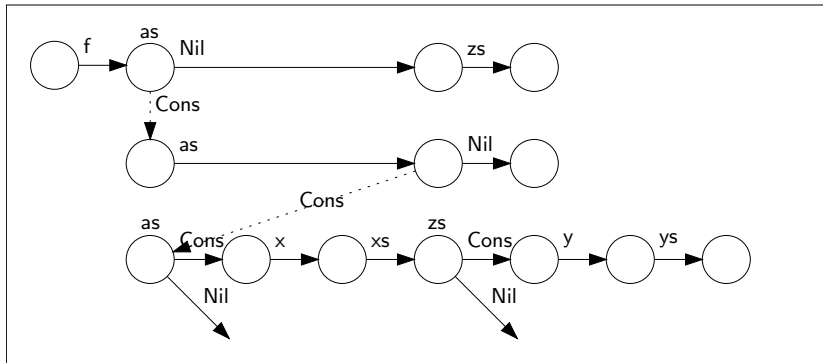 as
f Nil zs
Cons
as Nil
Cons
as zs
Cons x xs Cons y ys
Nil Nil